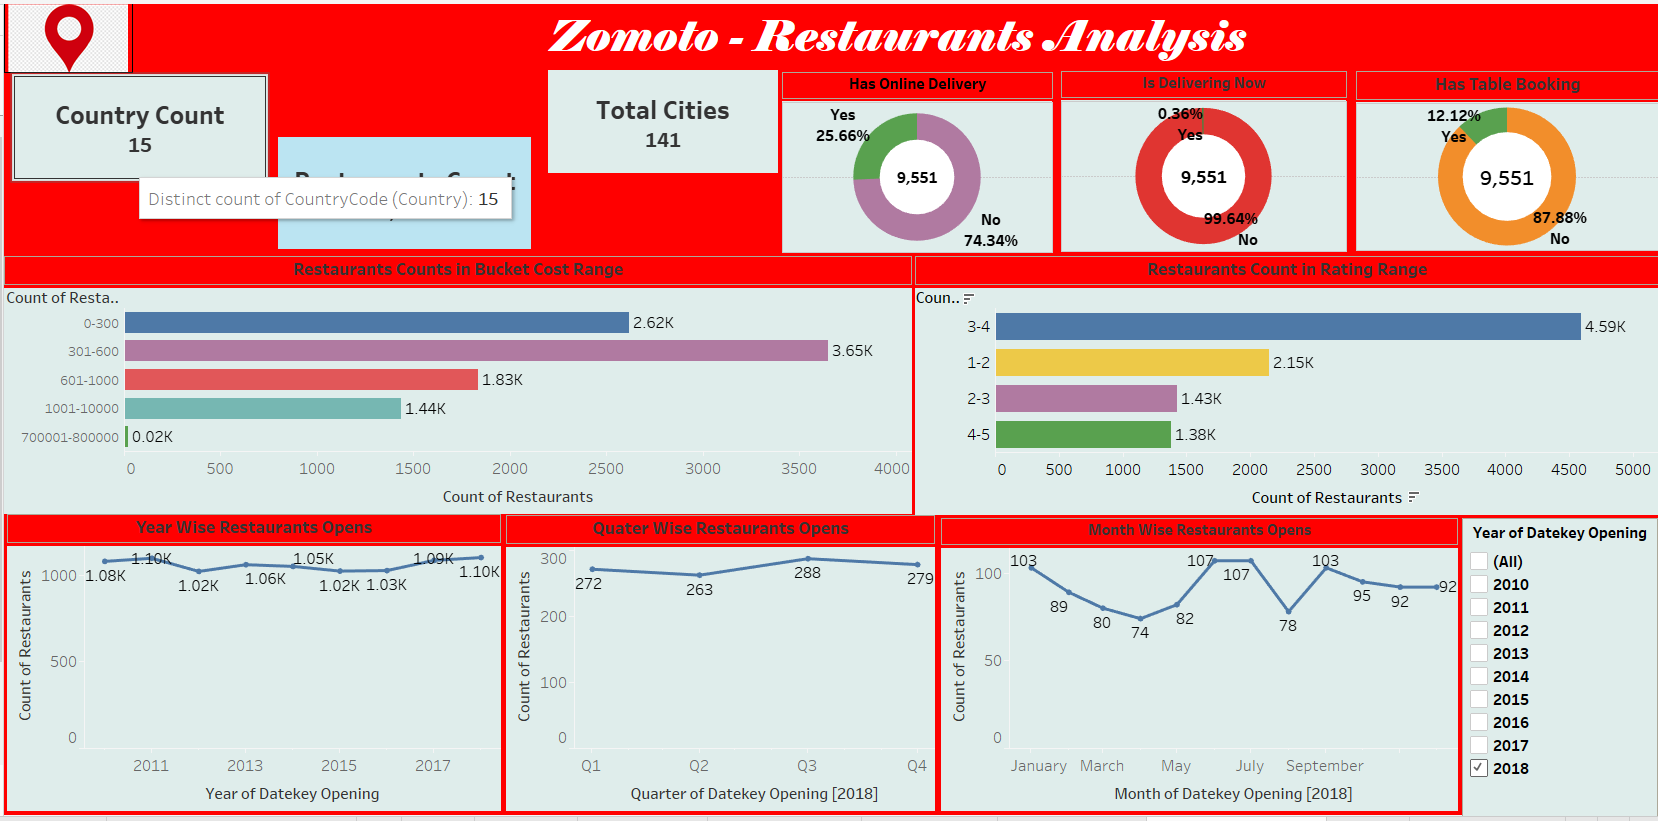 Zomoto - Restaurants Analysis
Country Count
15
Distinct count of CountryCode (Country): 15
Total Cities
141
Has Online Delivery
Yes
25.66%
9,551
No
74.34%
Is Delivering Now
0.36%
Yes
9,551
99.64%
No
Has Table Booking
12.12%
Yes
9,551
87.88%
No
Restaurants Counts in Bucket Cost Range
Count of Resta..
0-300
2.62K
301-600
3.65K
601-1000
1.83K
1001-10000
1.44K
700001-800000
0.02K
0 500 1000 1500 2000 2500 3000 3500 4000
Count of Restaurants
Restaurants Count in Rating Range
Coun..
3-4
4.59K
1-2
2.15K
2-3
1.43K
4-5
1.38K
0 500 1000 1500 2000 2500 3000 3500 4000 4500 5000
Count of Restaurants
Year Wise Restaurants Opens
Count of Restaurants
1000
500
0
1.08K
1.10K
1.02K
1.06K
1.05K
1.02K
1.03K
1.09K
1.10K
2011 2013 2015 2017
Year of Datekey Opening
Quater Wise Restaurants Opens
Count of Restaurants
300
200
100
0
272
263
288
279
Q1 Q2 Q3 Q4
Quarter of Datekey Opening [2018]
Month Wise Restaurants Opens
Count of Restaurants
100
50
0
103
89
80
74
82
107
107
78
103
95
92
92
January March May July September
Month of Datekey Opening [2018]
Year of Datekey Opening
(All)
2010
2011
2012
2013
2014
2015
2016
2017
2018